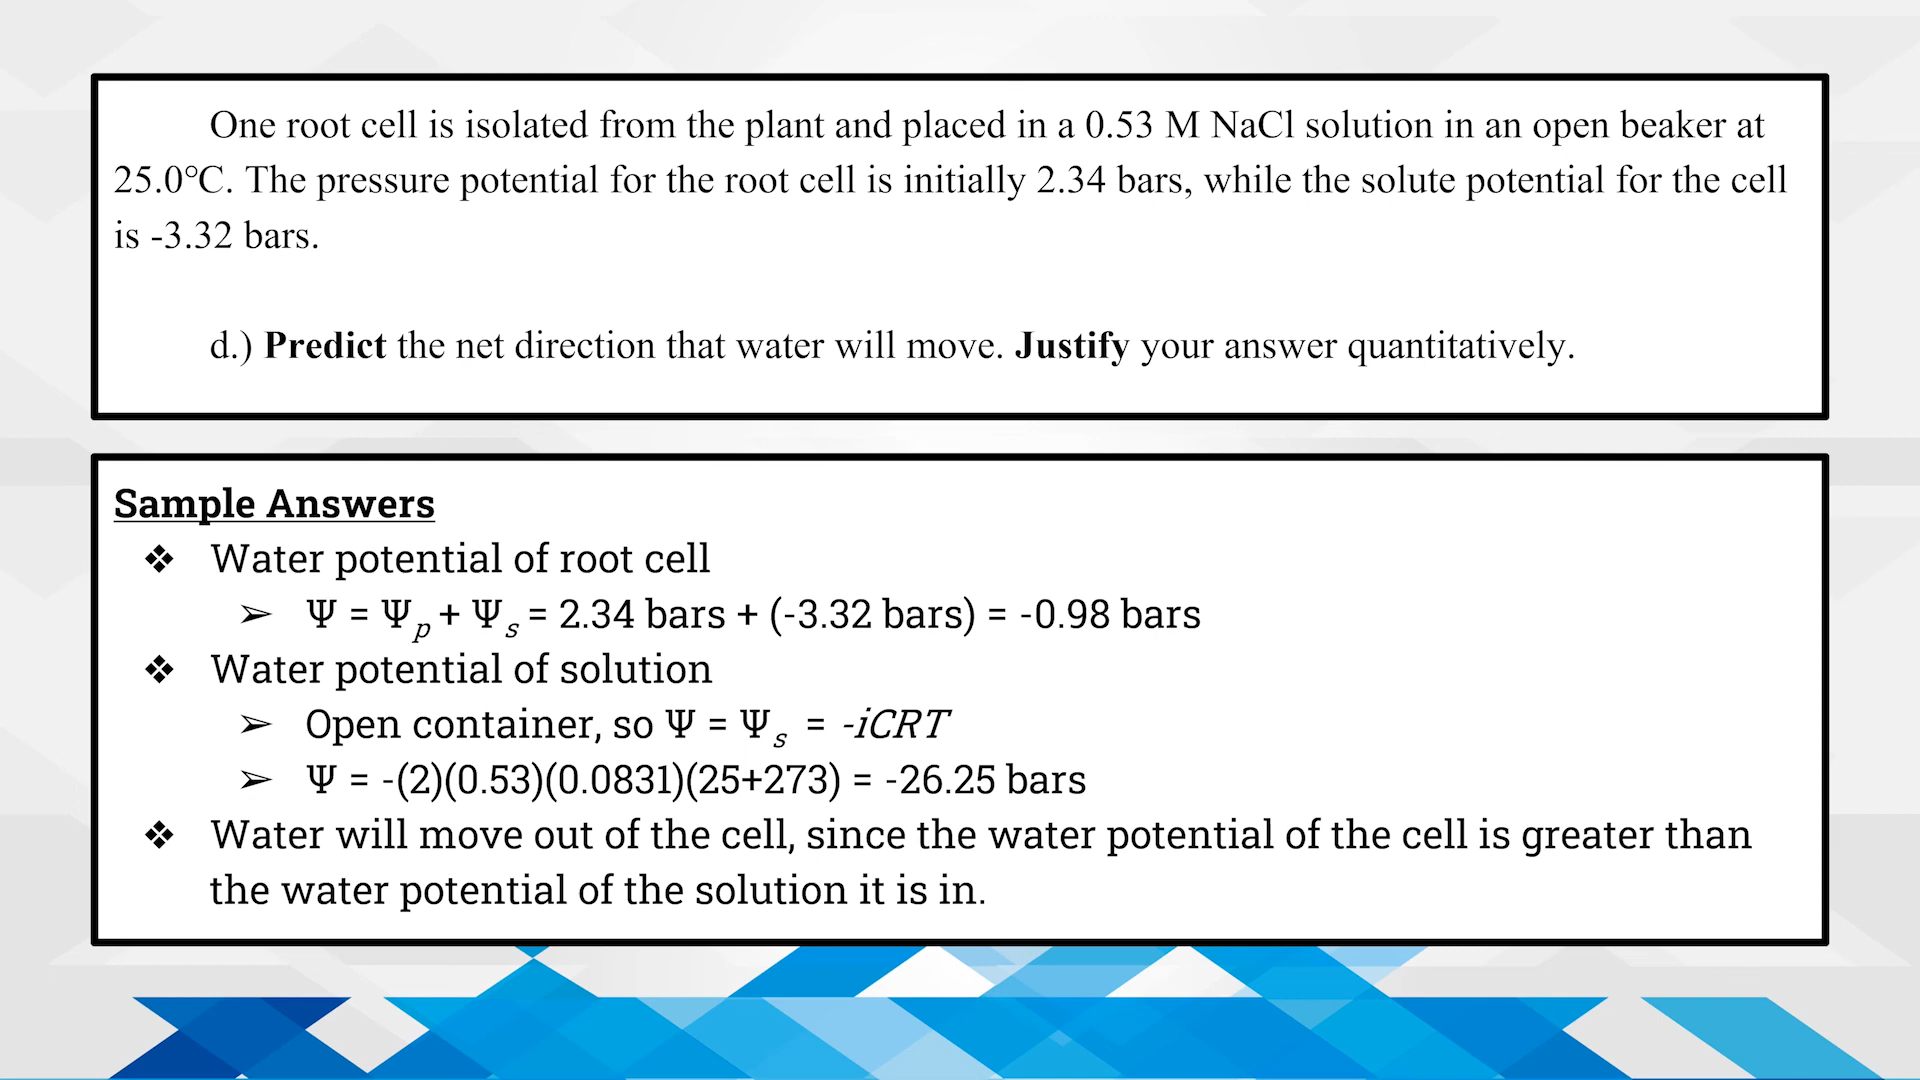 One root cell is isolated from the plant and placed in a 0.53 M NaCl solution in an open beaker at
25.0°C. The pressure potential for the root cell is initially 2.34 bars, while the solute potential for the cell
is -3.32 bars.
d.) Predict the net direction that water will move. Justify your answer quantitatively.
Sample Answers
❖ Water potential of root cell
➢ Ψ = Ψp + Ψs = 2.34 bars + (-3.32 bars) = -0.98 bars
❖ Water potential of solution
➢ Open container, so Ψ = Ψs = -iCRT
➢ Ψ = -(2)(0.53)(0.0831)(25+273) = -26.25 bars
❖ Water will move out of the cell, since the water potential of the cell is greater than
the water potential of the solution it is in.